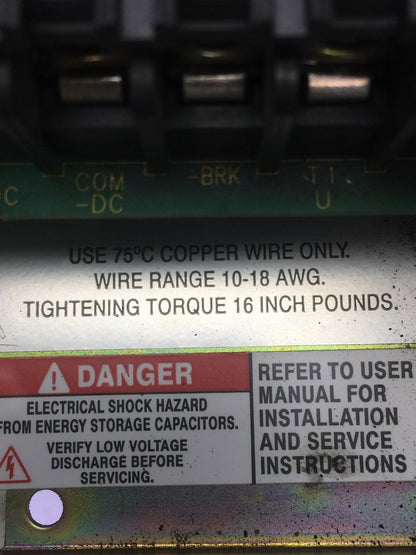 DC
COM
-DC
-BRK
T1
U
USE 75°C COPPER WIRE ONLY.
WIRE RANGE 10-18 AWG.
TIGHTENING TORQUE 16 INCH POUNDS.
DANGER
ELECTRICAL SHOCK HAZARD
FROM ENERGY STORAGE CAPACITORS.
VERIFY LOW VOLTAGE
DISCHARGE BEFORE
SERVICING.
REFER TO USER
MANUAL FOR
INSTALLATION
AND SERVICE
INSTRUCTIONS